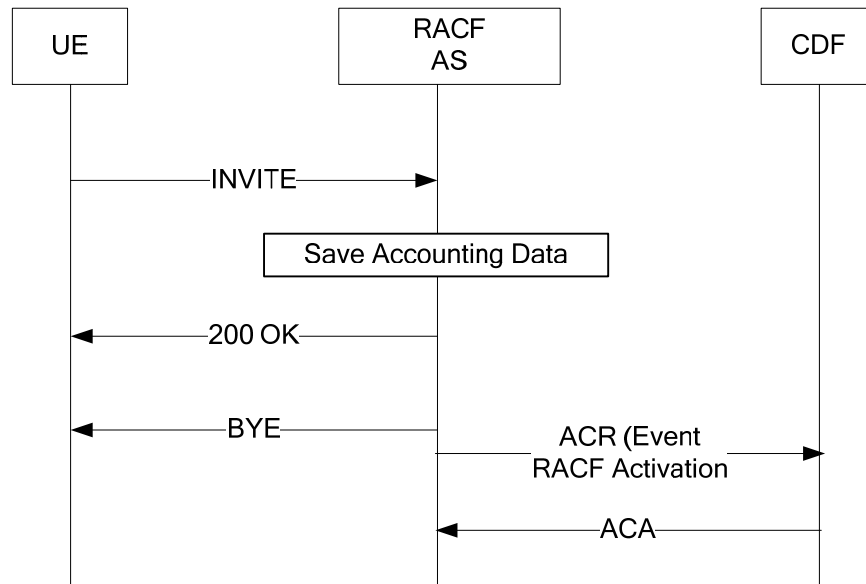 UE
RACF
AS
CDF
INVITE
Save Accounting Data
200 OK
BYE
ACR (Event
RACF Activation
ACA